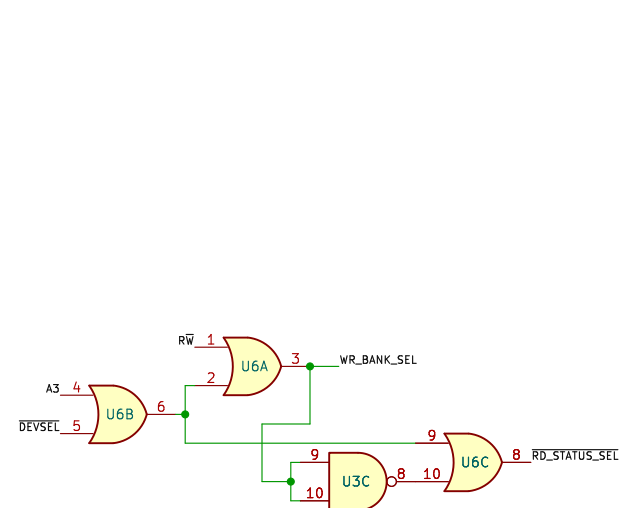 RW 1
2
U6A
3
WR_BANK_SEL
A3 4
DEVSEL 5
U6B
6
9
10
U6C
8
RD_STATUS_SEL
9
10
U3C
8